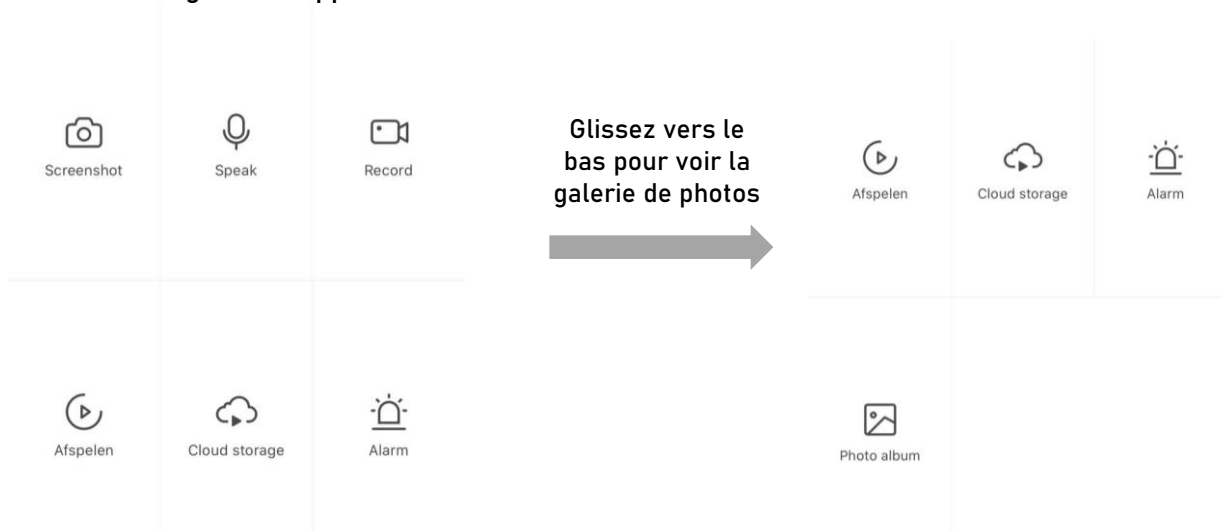 Screenshot
Speak
Record
Afspelen
Cloud storage
Alarm
Glissez vers le
bas pour voir la
galerie de photos
Afspelen
Cloud storage
Alarm
Photo album